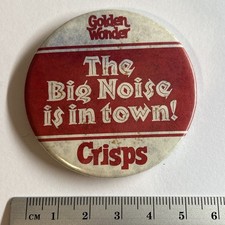 Golden
Wonder
The
Big Noise
is in town!
Crisps
CM 1 2 3 4 5 6